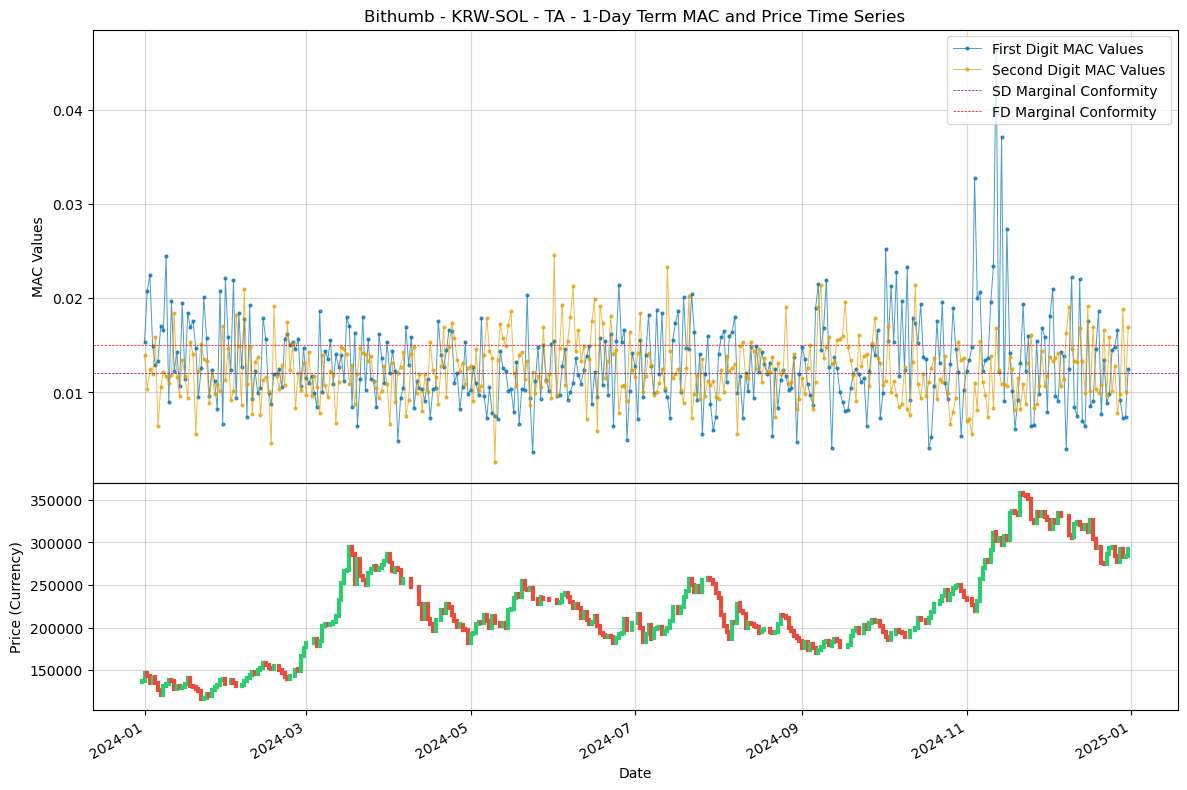 Bithumb - KRW-SOL - TA - 1-Day Term MAC and Price Time Series
First Digit MAC Values
Second Digit MAC Values
SD Marginal Conformity
FD Marginal Conformity
MAC Values
0.04
0.03
0.02
0.01
Price (Currency)
350000
300000
250000
200000
150000
2024-01
2024-03
2024-05
2024-07
2024-09
2024-11
2025-01
Date